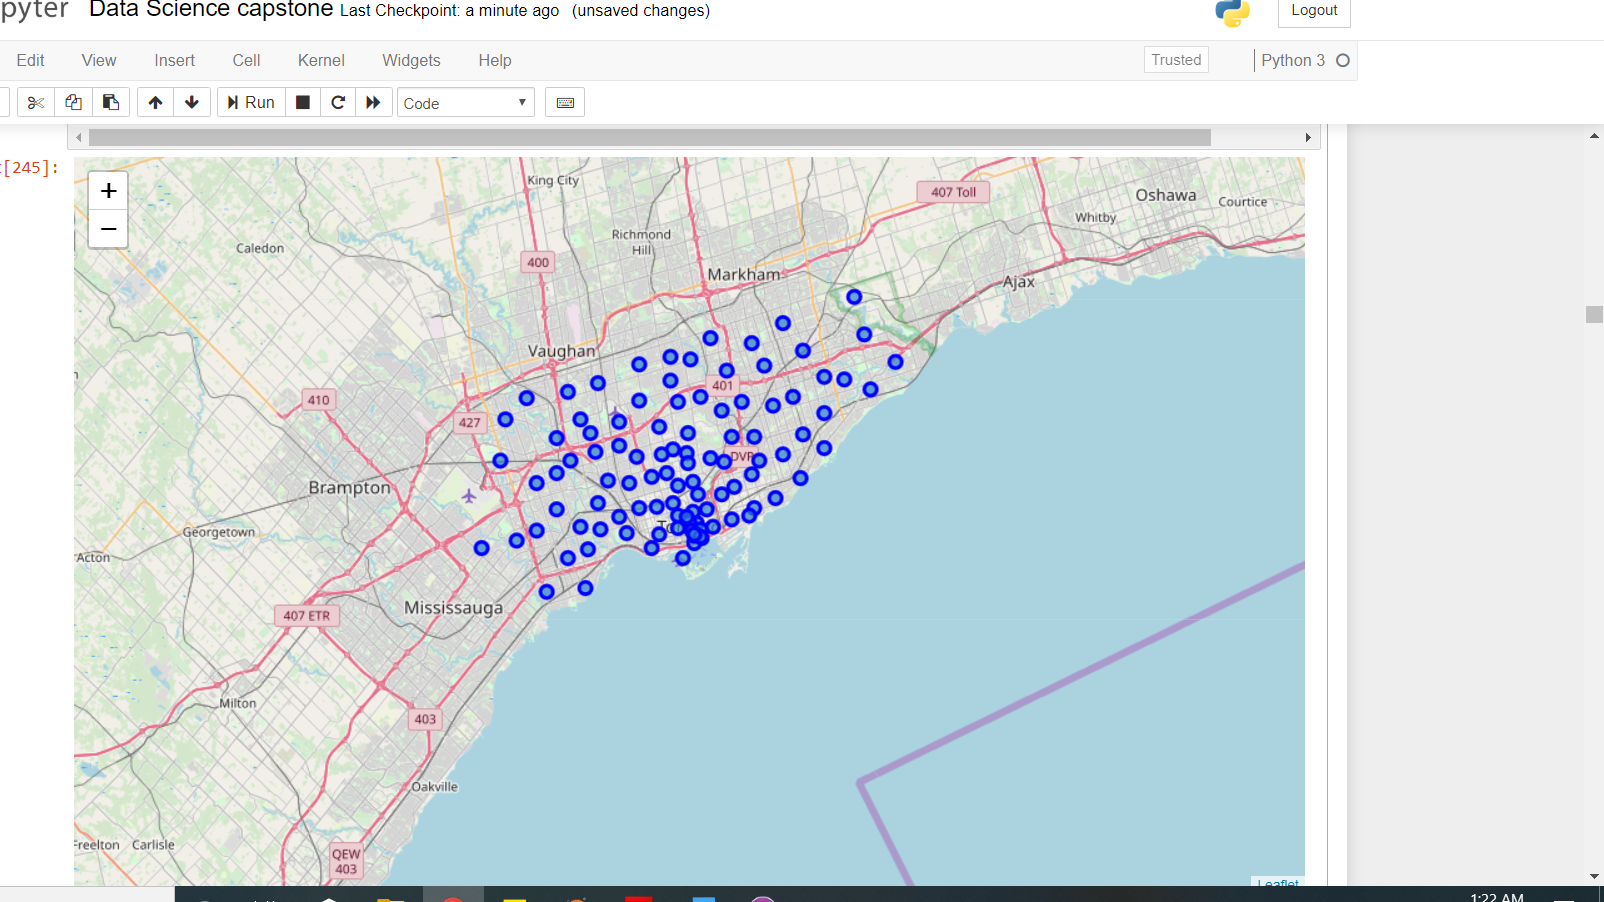 pyter Data Science capstone Last Checkpoint: a minute ago (unsaved changes) Logout
Edit View Insert Cell Kernel Widgets Help Trusted Python 3
Run Code
[245]:
+
−
King City
407 Toll
Oshawa
Courtice
Whitby
Richmond
Hill
Caledon
400
Markham
Ajax
Vaughan
401
410
427
DVP
Brampton
Georgetown
To
Acton
Mississauga
407 ETR
Milton
403
Oakville
Freelton Carlisle
QEW
403
Leaflet
1:22 AM